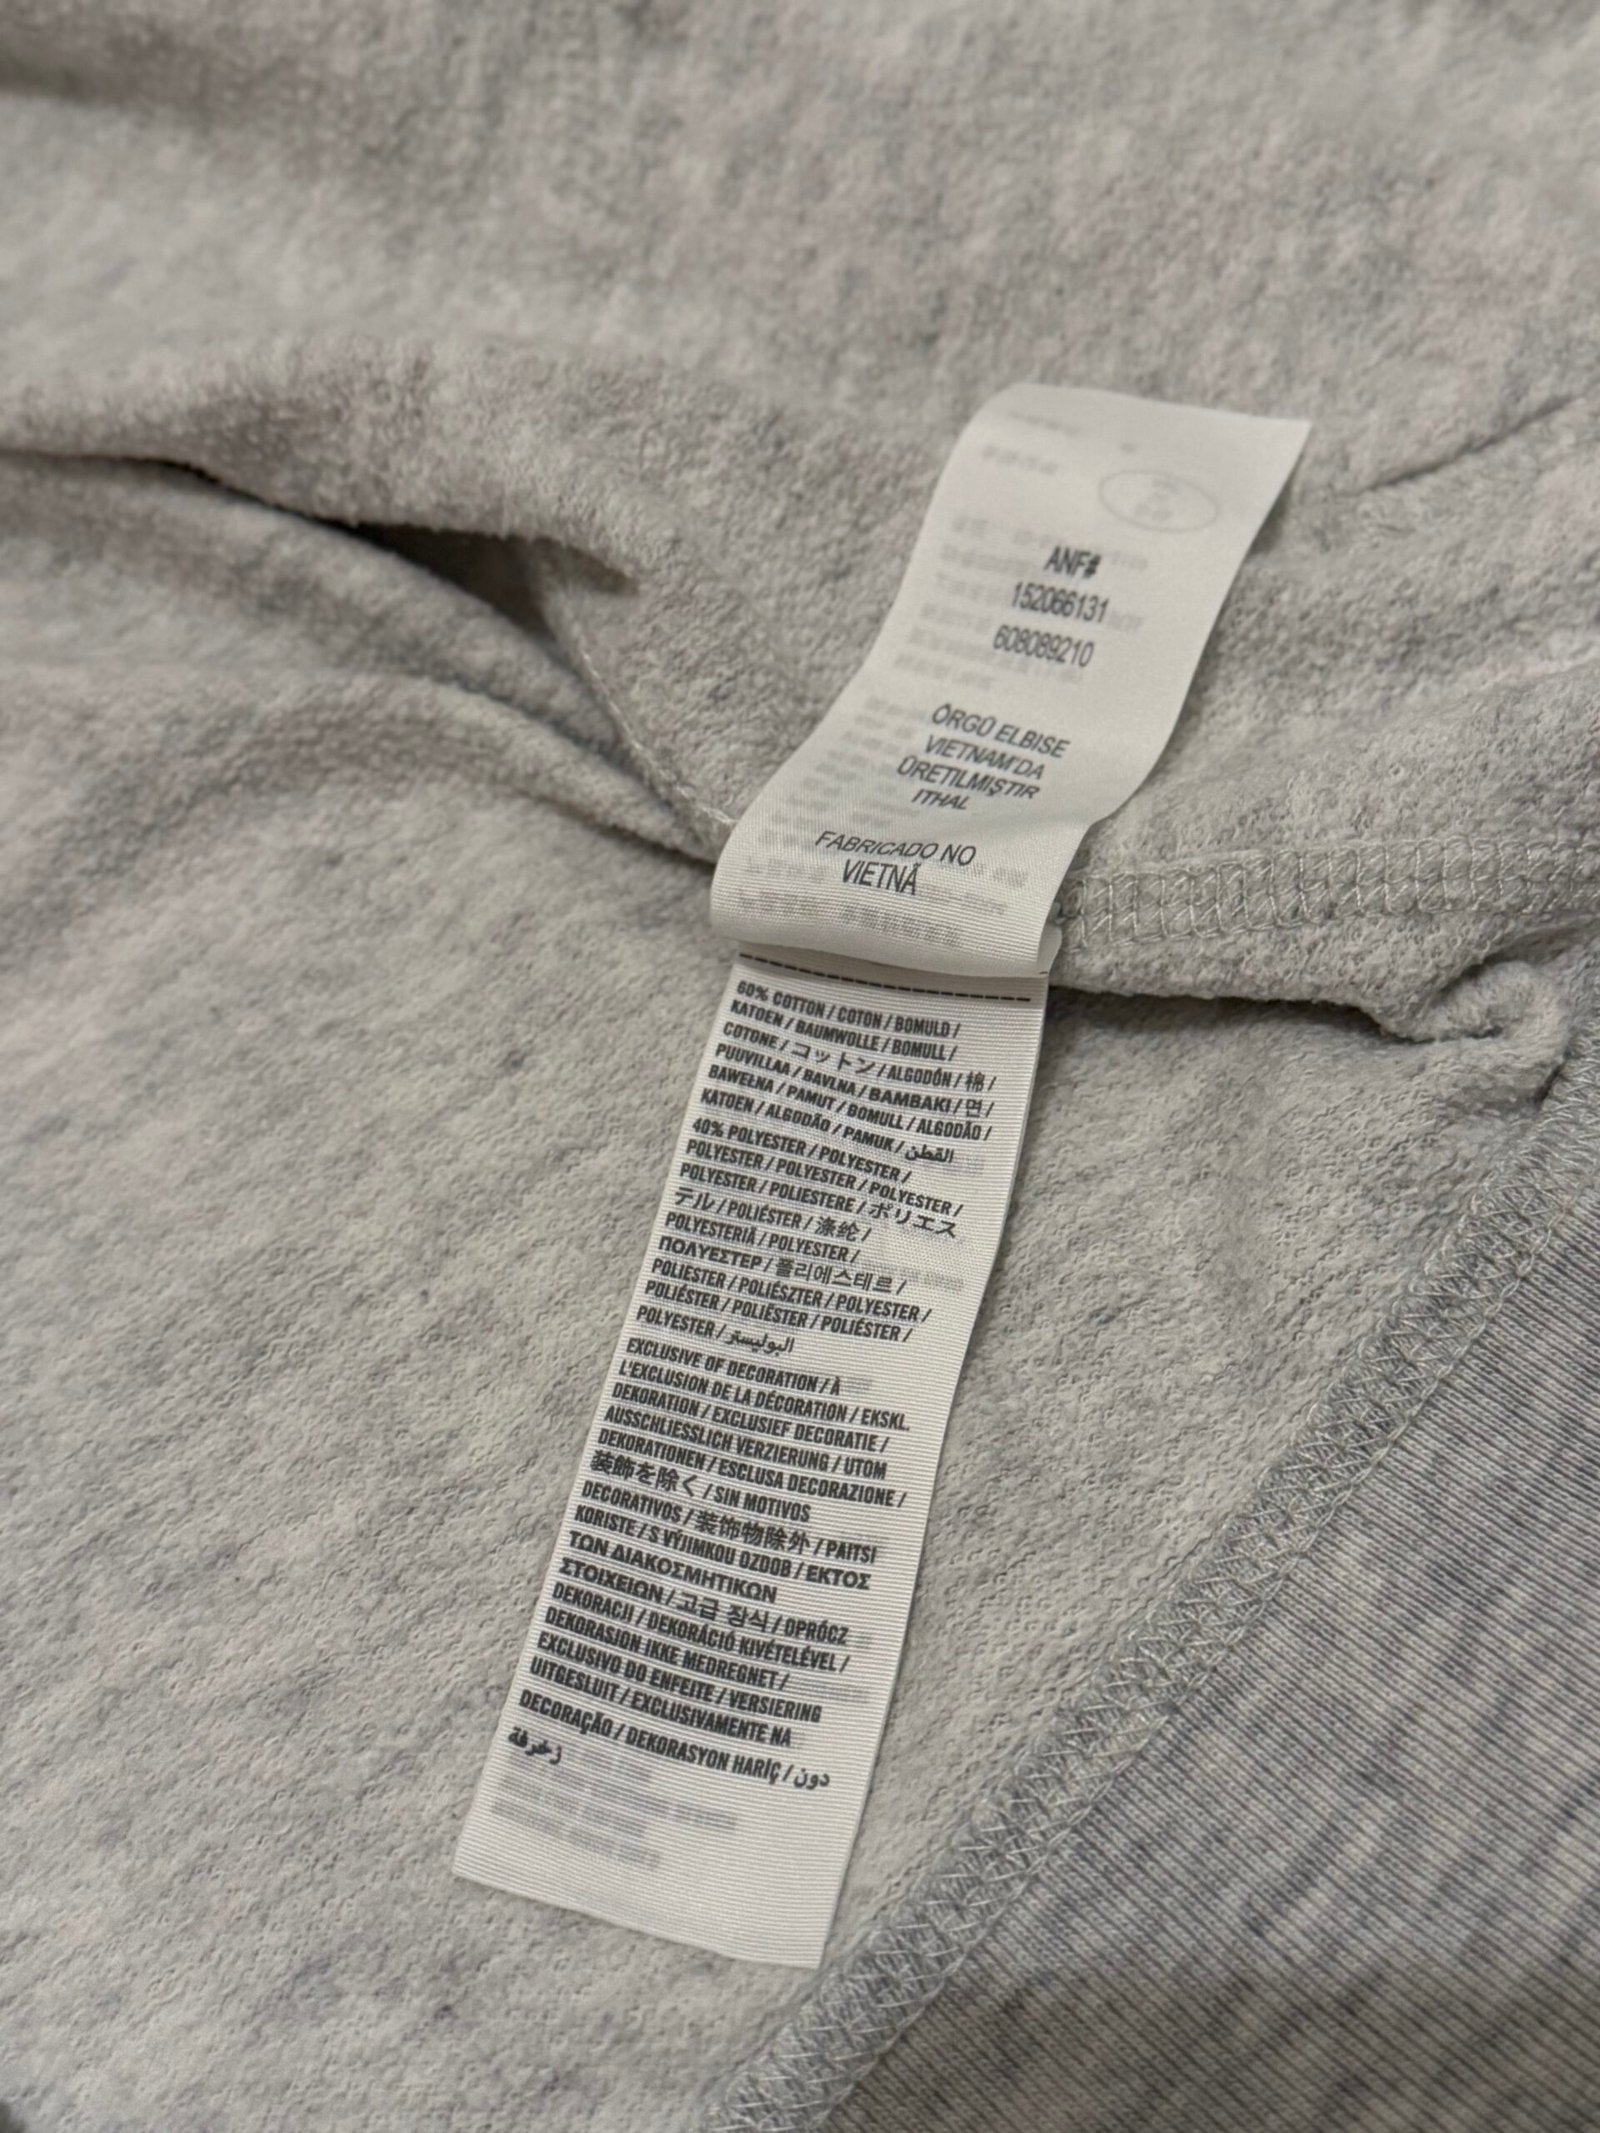 ANF#
152066131
608089210
ÖRGÜ ELBISE
VIETNAM'DA
ÜRETILMIŞTIR
ITHAL
FABRICADO NO
VIETNÃ
60% COTTON / COTON / BOMULD /
KATOEN / BAUMWOLLE / BOMULL /
COTONE / コットン / ALGODÓN / 棉 /
PUUVILLAA / BAVLNA / BAMBAKI / 면 /
BAWEŁNA / PAMUT / BOMULL / ALGODÃO /
KATOEN / ALGODÃO / PAMUK / القطن
40% POLYESTER / POLYESTER /
POLYESTER / POLYESTER / POLYESTER /
POLYESTER / POLIESTERE / ポリエス
テル / POLIÉSTER / 涤纶 /
POLYESTERIÄ / POLYESTER /
ΠΟΛΥΕΣΤΕΡ / 폴리에스테르 /
POLIESTER / POLIÉSZTER / POLYESTER /
POLIÉSTER / POLIËSTER / POLIÉSTER /
POLYESTER / البوليستر
EXCLUSIVE OF DECORATION / À
L'EXCLUSION DE LA DÉCORATION / EKSKL.
DEKORATION / EXCLUSIEF DECORATIE /
AUSSCHLIESSLICH VERZIERUNG / UTOM
DEKORATIONEN / ESCLUSA DECORAZIONE /
装飾を除く / SIN MOTIVOS
DECORATIVOS / 装饰物除外 / PAITSI
KORISTE / S VÝJIMKOU OZDOB / ΕΚΤΟΣ
ΤΩΝ ΔΙΑΚΟΣΜΗΤΙΚΩΝ
ΣΤΟΙΧΕΙΩΝ / 고급 장식 / OPRÓCZ
DEKORACJI / DEKORÁCIÓ KIVÉTELÉVEL /
DEKORASJON IKKE MEDREGNET /
EXCLUSIVO DO ENFEITE / VERSIERING
UITGESLUIT / EXCLUSIVAMENTE NA
DECORAÇÃO / DEKORASYON HARIÇ / دون
زخرفة